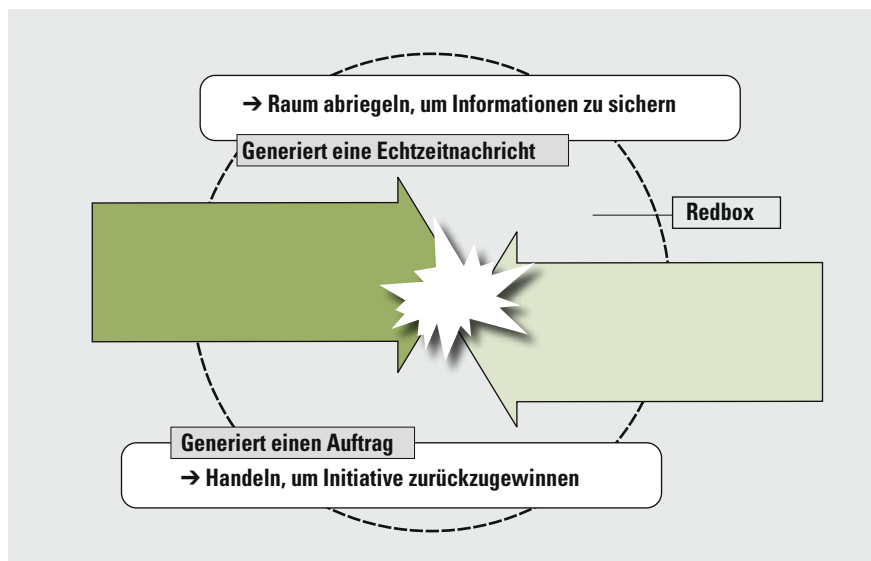 ➔ Raum abriegeln, um Informationen zu sichern
Generiert eine Echtzeitnachricht
Redbox
Generiert einen Auftrag
➔ Handeln, um Initiative zurückzugewinnen